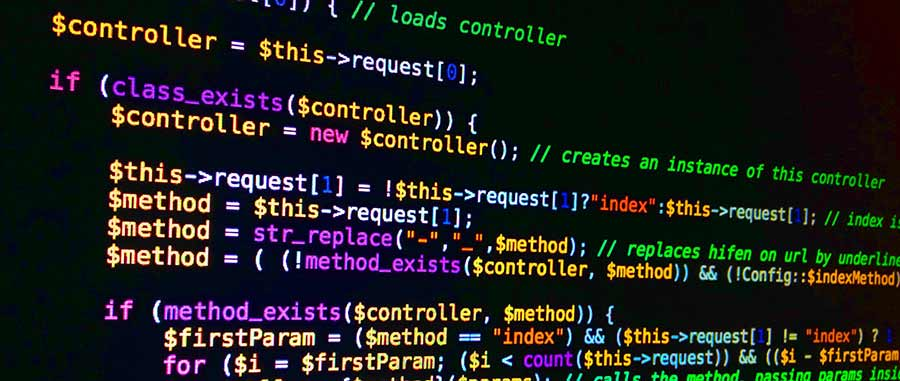 [0]) { // loads controller
$controller = $this->request[0];
if (class_exists($controller)) {
$controller = new $controller(); // creates an instance of this controller
$this->request[1] = !$this->request[1]?"index":$this->request[1]; // index is
$method = $this->request[1];
$method = str_replace("-","_",$method); // replaces hifen on url by underline
$method = ( (!method_exists($controller, $method)) && (!Config::$indexMethod)
if (method_exists($controller, $method)) {
$firstParam = ($method == "index") && ($this->request[1] != "index") ? 1
for ($i = $firstParam; ($i < count($this->request)) && (($i - $firstParam
// calls the method, passing params